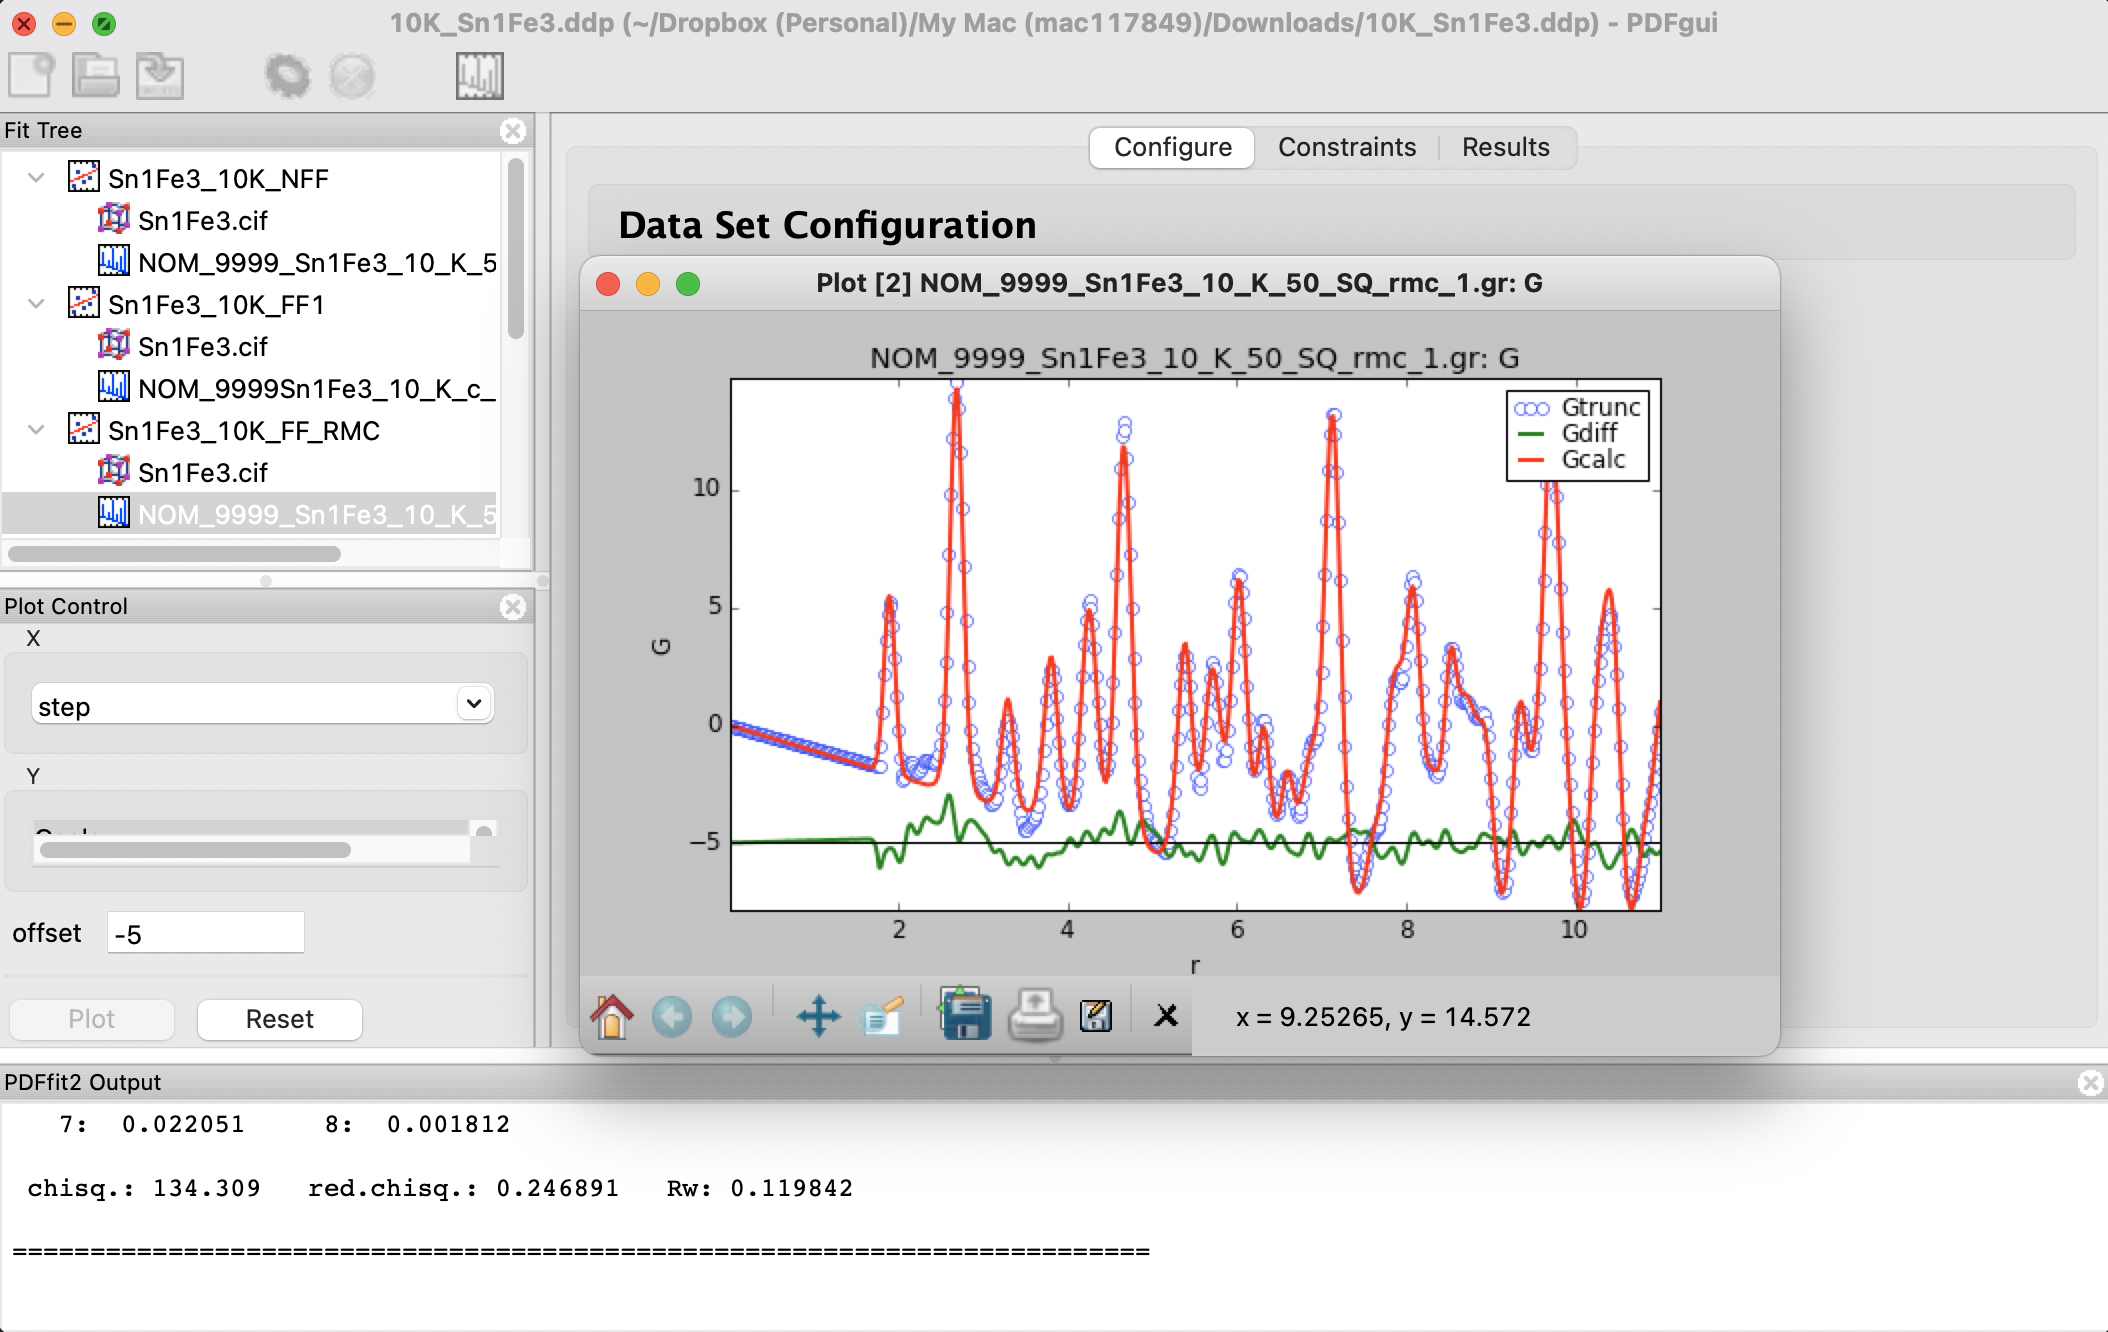 10K_Sn1Fe3.ddp (~/Dropbox (Personal)/My Mac (mac117849)/Downloads/10K_Sn1Fe3.ddp) - PDFgui
Fit Tree
Sn1Fe3_10K_NFF
Sn1Fe3.cif
NOM_9999_Sn1Fe3_10_K_5
Sn1Fe3_10K_FF1
Sn1Fe3.cif
NOM_9999Sn1Fe3_10_K_c_
Sn1Fe3_10K_FF_RMC
Sn1Fe3.cif
NOM_9999_Sn1Fe3_10_K_5
Plot Control
X
step
Y
offset
-5
Plot
Reset
Configure
Constraints
Results
Data Set Configuration
Plot [2] NOM_9999_Sn1Fe3_10_K_50_SQ_rmc_1.gr: G
NOM_9999_Sn1Fe3_10_K_50_SQ_rmc_1.gr: G
Gtrunc
Gdiff
Gcalc
10
5
0
−5
G
2 4 6 8 10
r
x = 9.25265, y = 14.572
PDFfit2 Output
7: 0.022051 8: 0.001812
chisq.: 134.309 red.chisq.: 0.246891 Rw: 0.119842
=========================================================================